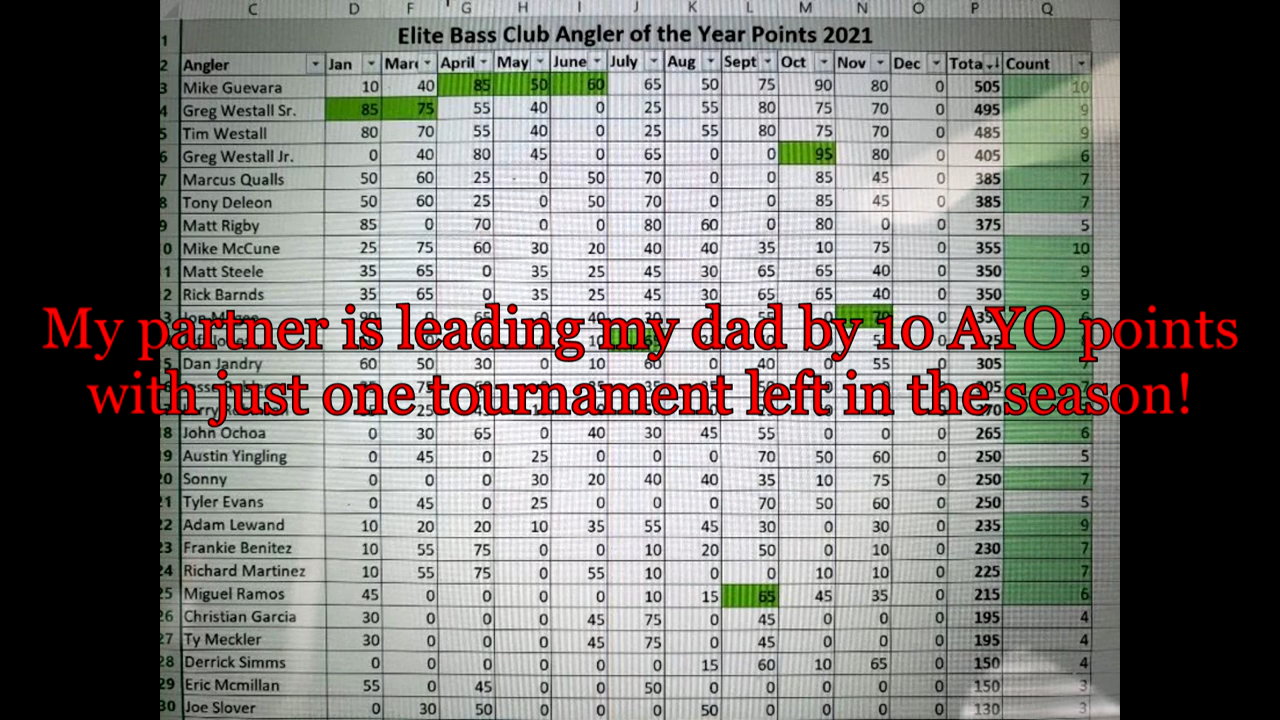 C D F G H I J K L M N O P Q
1 Elite Bass Club Angler of the Year Points 2021
2 Angler Jan Marc April May June July Aug Sept Oct Nov Dec Tota Count
3 Mike Guevara 10 40 85 50 60 65 50 75 90 80 0 505 10
4 Greg Westall Sr. 85 75 55 40 0 25 55 80 75 70 0 495 9
5 Tim Westall 80 70 55 40 0 25 55 80 75 70 0 485 9
6 Greg Westall Jr. 0 40 80 45 0 65 0 0 95 80 0 405 6
7 Marcus Qualls 50 60 25 0 50 70 0 0 85 45 0 385 7
8 Tony Deleon 50 60 25 0 50 70 0 0 85 45 0 385 7
9 Matt Rigby 85 0 70 0 0 80 60 0 80 0 0 375 5
0 Mike McCune 25 75 60 30 20 40 40 35 10 75 0 355 10
1 Matt Steele 35 65 0 35 25 45 30 65 65 40 0 350 9
2 Rick Barnds 35 65 0 35 25 45 30 65 65 40 0 350 9
My partner is leading my dad by 10 AYO points
5 Dan Jandry 60 50 30 0 10 60 0 40 0 55 0 305 7
with just one tournament left in the season!
8 John Ochoa 0 30 65 0 40 30 45 55 0 0 0 265 6
19 Austin Yingling 0 45 0 25 0 0 0 70 50 60 0 250 5
20 Sonny 0 0 0 30 20 40 40 35 10 75 0 250 7
21 Tyler Evans 0 45 0 25 0 0 0 70 50 60 0 250 5
22 Adam Lewand 10 20 20 10 35 55 45 30 0 30 0 235 9
23 Frankie Benitez 10 55 75 0 0 10 20 50 0 10 0 230 7
24 Richard Martinez 10 55 75 0 55 10 0 0 10 10 0 225 7
25 Miguel Ramos 45 0 0 0 0 10 15 65 45 35 0 215 6
26 Christian Garcia 30 0 0 0 45 75 0 45 0 0 0 195 4
27 Ty Meckler 30 0 0 0 45 75 0 45 0 0 0 195 4
28 Derrick Simms 0 0 0 0 0 0 15 60 10 65 0 150 4
29 Eric Mcmillan 55 0 45 0 0 50 0 0 0 0 0 150 3
30 Joe Slover 0 30 50 0 0 0 50 0 0 0 0 130 3